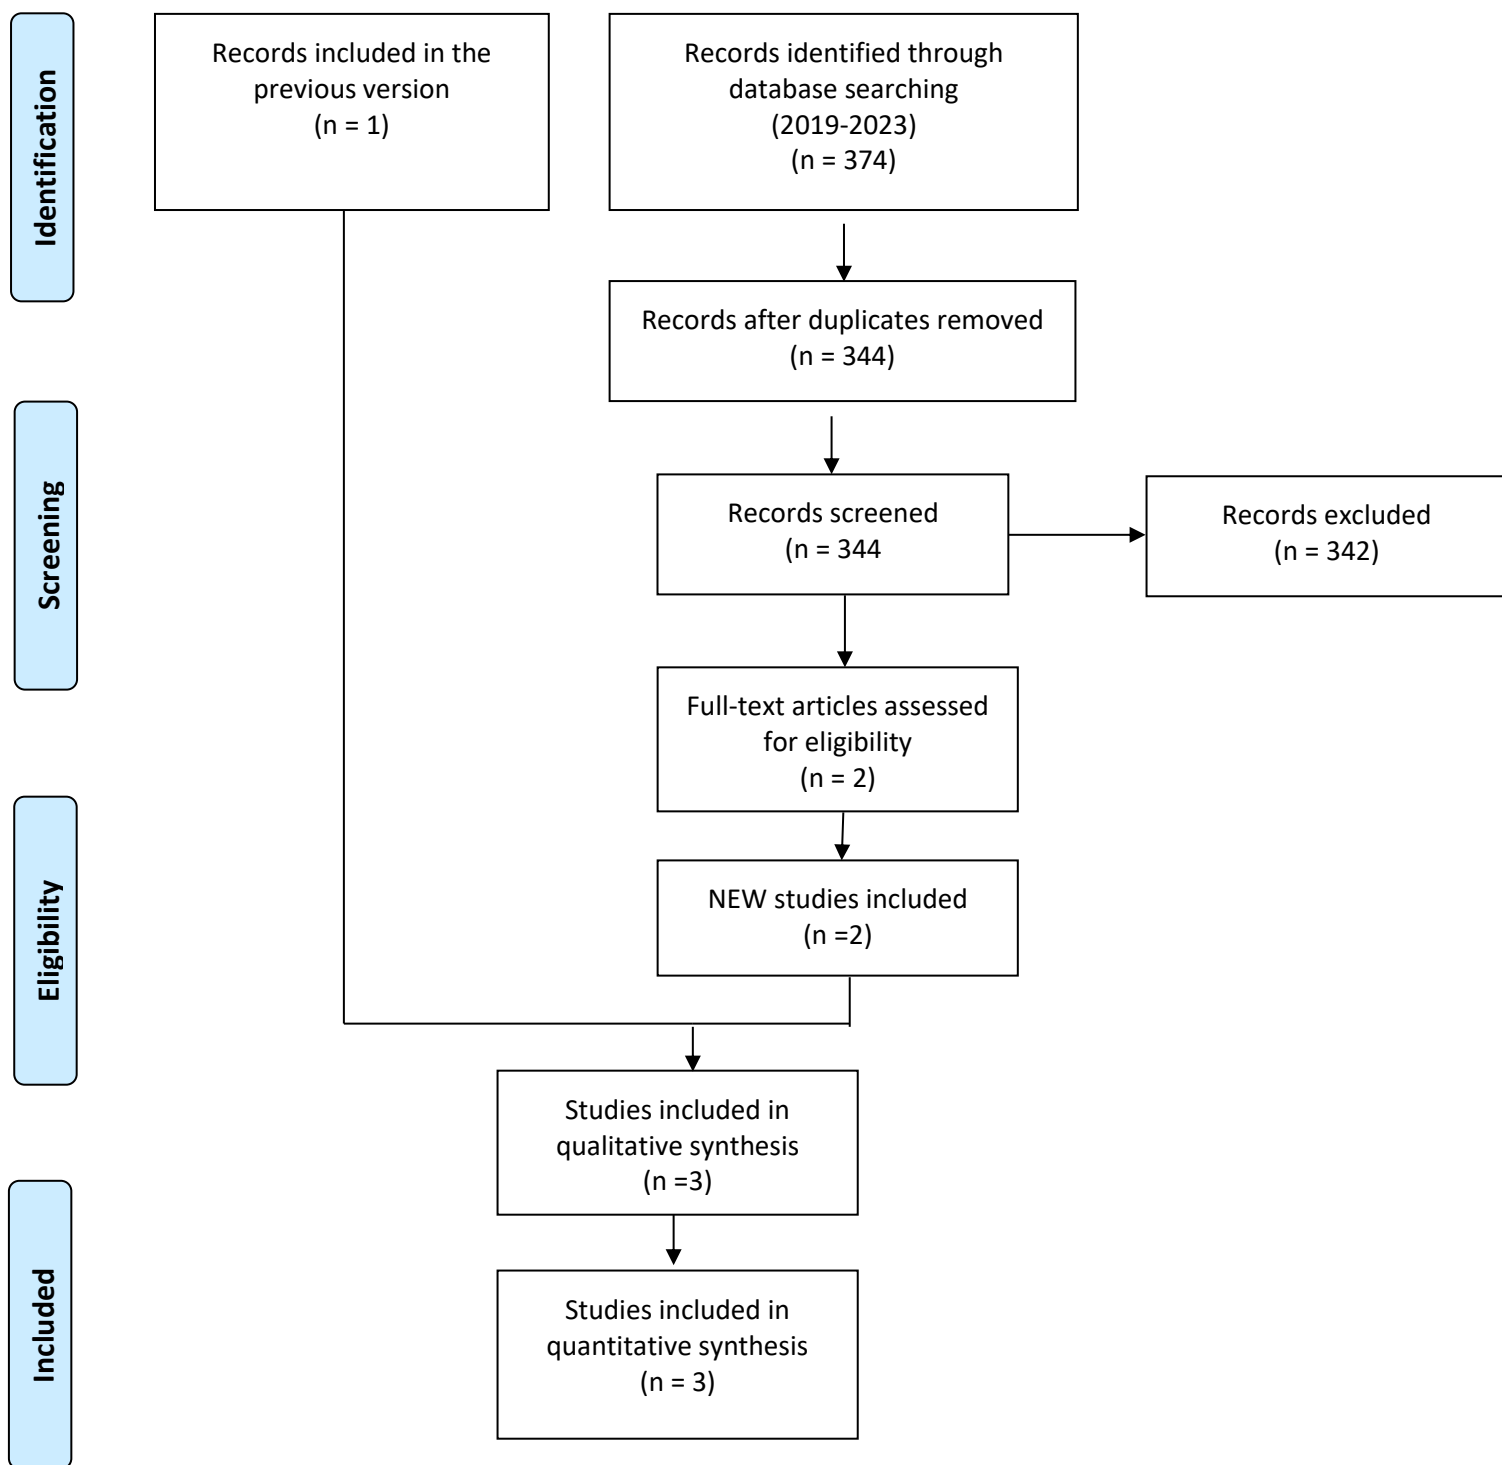 Identification
Records included in the
previous version
(n = 1)
Records identified through
database searching
(2019-2023)
(n = 374)
Records after duplicates removed
(n = 344)
Screening
Records screened
(n = 344
Records excluded
(n = 342)
Full-text articles assessed
for eligibility
(n = 2)
Eligibility
NEW studies included
(n =2)
Studies included in
qualitative synthesis
(n =3)
Included
Studies included in
quantitative synthesis
(n = 3)